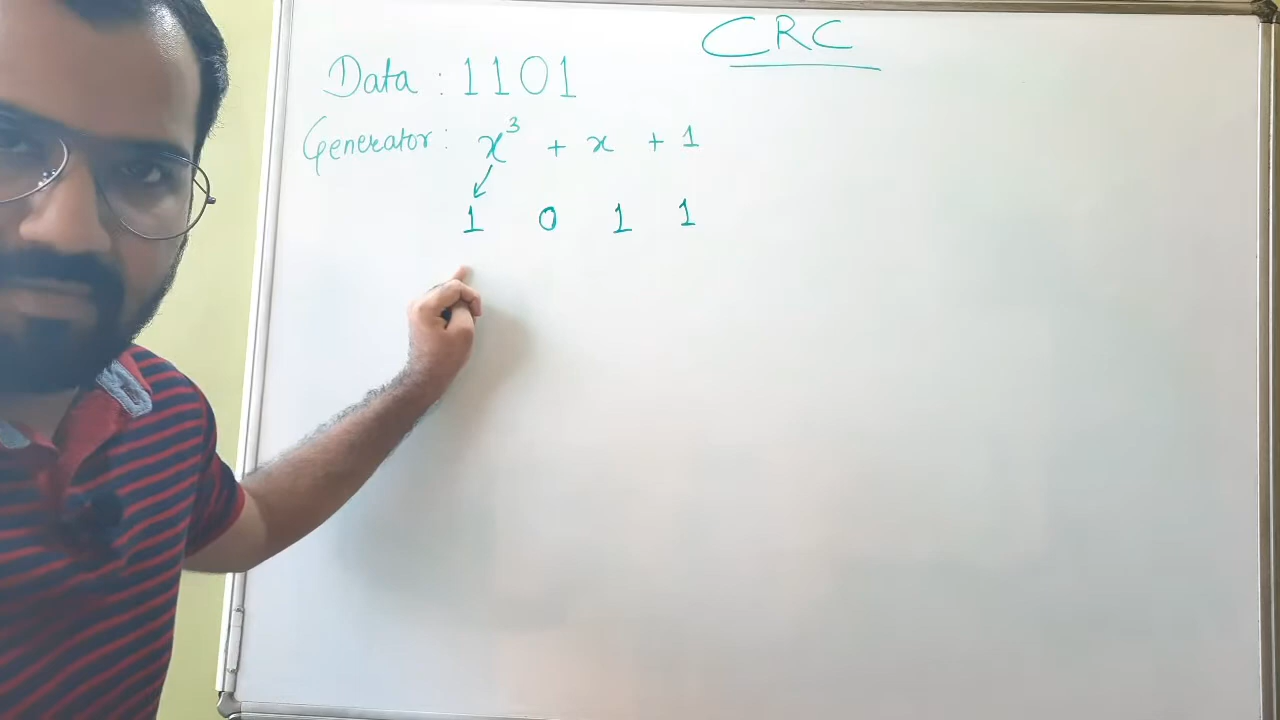 CRC
Data : 1101
Generator : x³ + x + 1
1 0 1 1